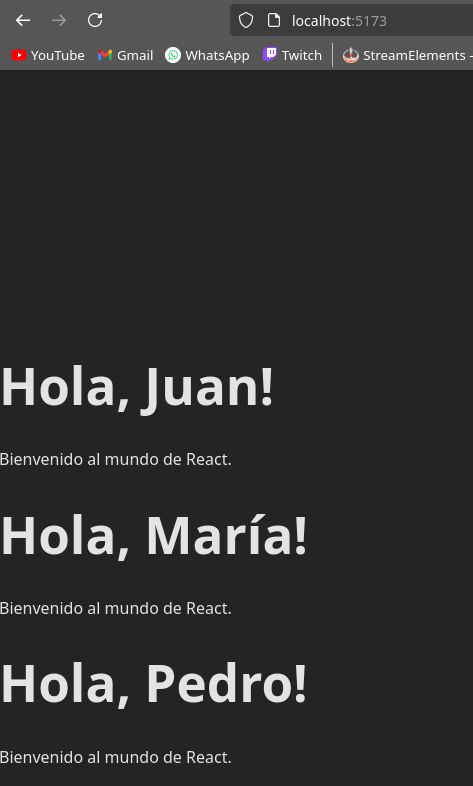 localhost:5173
YouTube Gmail WhatsApp Twitch StreamElements -
Hola, Juan!
Bienvenido al mundo de React.
Hola, María!
Bienvenido al mundo de React.
Hola, Pedro!
Bienvenido al mundo de React.